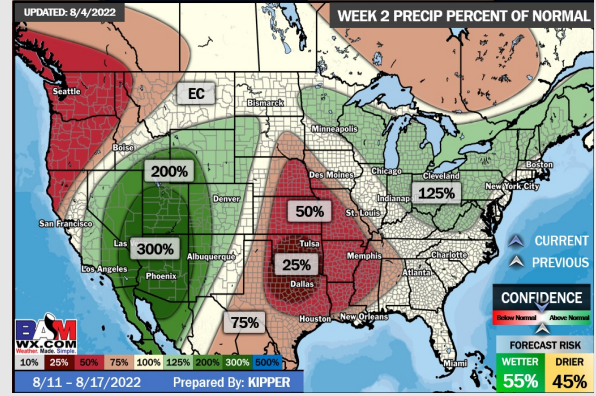 UPDATED: 8/4/2022
WEEK 2 PRECIP PERCENT OF NORMAL
Seattle
EC
Bismarck
Minneapolis
Boise
200%
Des Moines
Chicago
Cleveland
Boston
New York City
125%
Denver
Indianap
San Francisco
50%
St. Louis
Las
300%
Albuquerque
Tulsa
Memphis
Charlotte
Los Angeles
Phoenix
25%
Dallas
Atlanta
75%
Houston
New Orleans
Miami
CURRENT
PREVIOUS
CONFIDENCE
Below Normal Above Normal
FORECAST RISK
WETTER DRIER
55% 45%
BAM
WX.COM
Weather. Made. Simple.
10% 25% 50% 75% 100% 125% 200% 300% 500%
8/11 – 8/17/2022 Prepared By: KIPPER